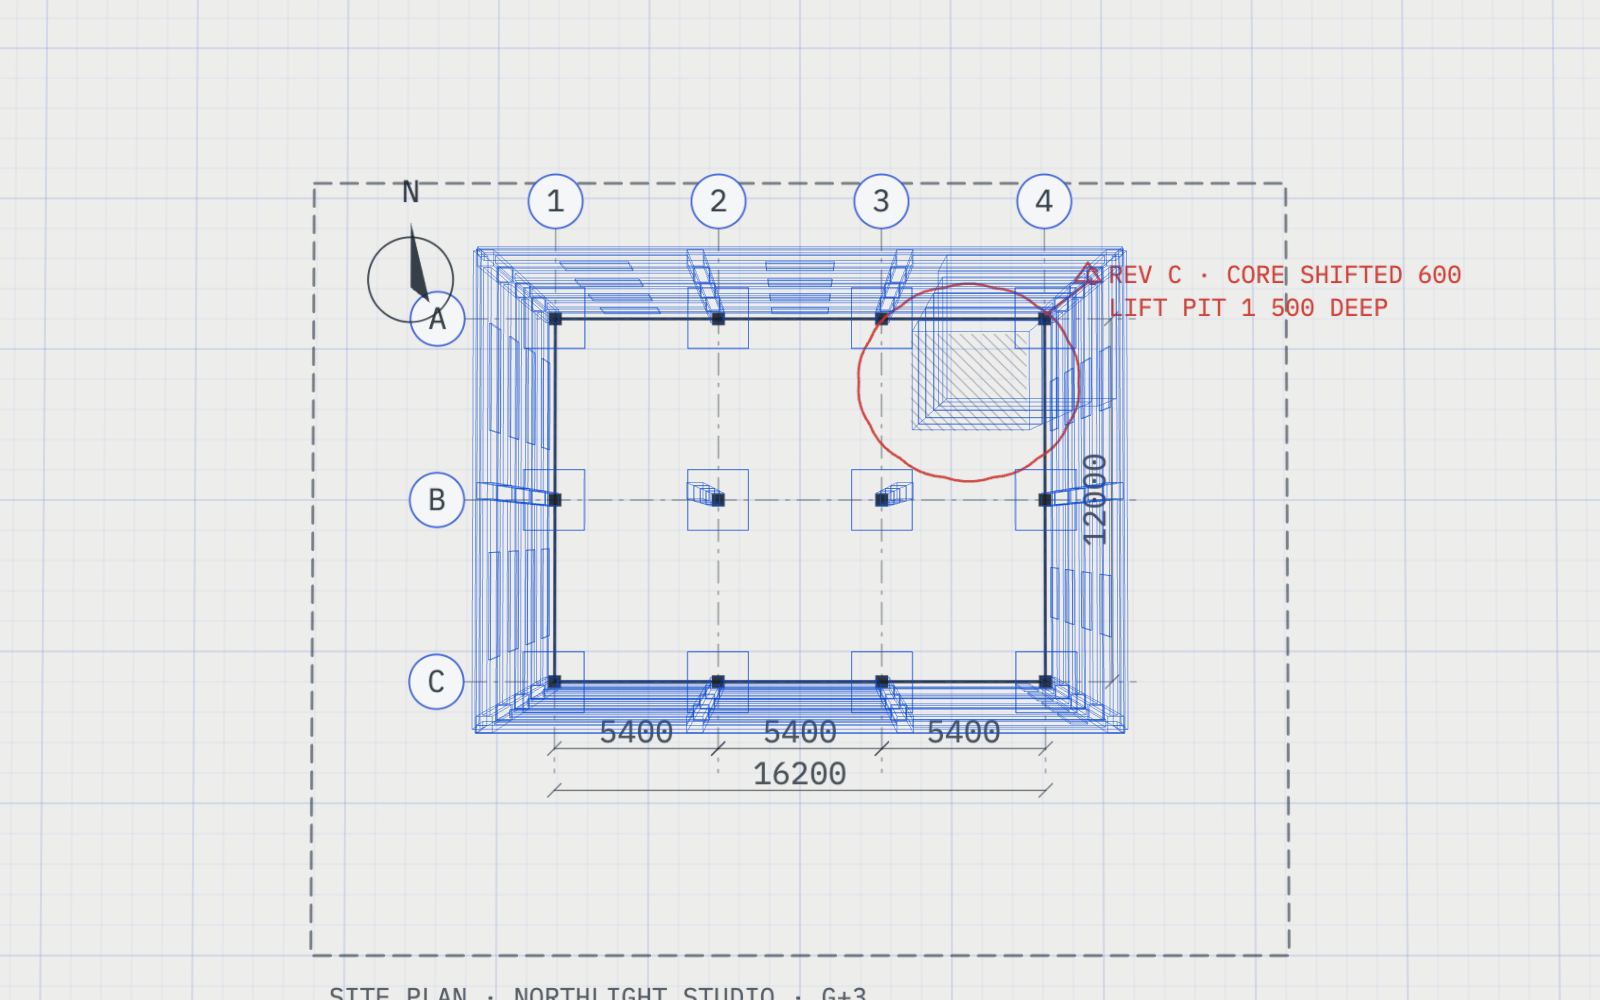 N
1 2 3 4
REV C · CORE SHIFTED 600
LIFT PIT 1 500 DEEP
A
B
12000
C
5400 5400 5400
16200
SITE PLAN · NORTHLIGHT STUDIO · G+3